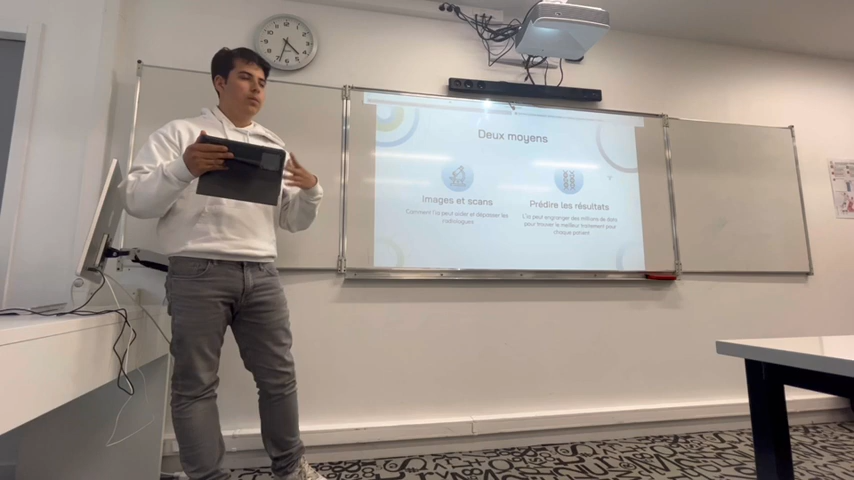 Deux moyens
Images et scans
Comment l'ia peut aider et dépasser les
radiologues
Prédire les résultats
L'ia peut engranger des millions de data
pour trouver le meilleur traitement pour
chaque patient